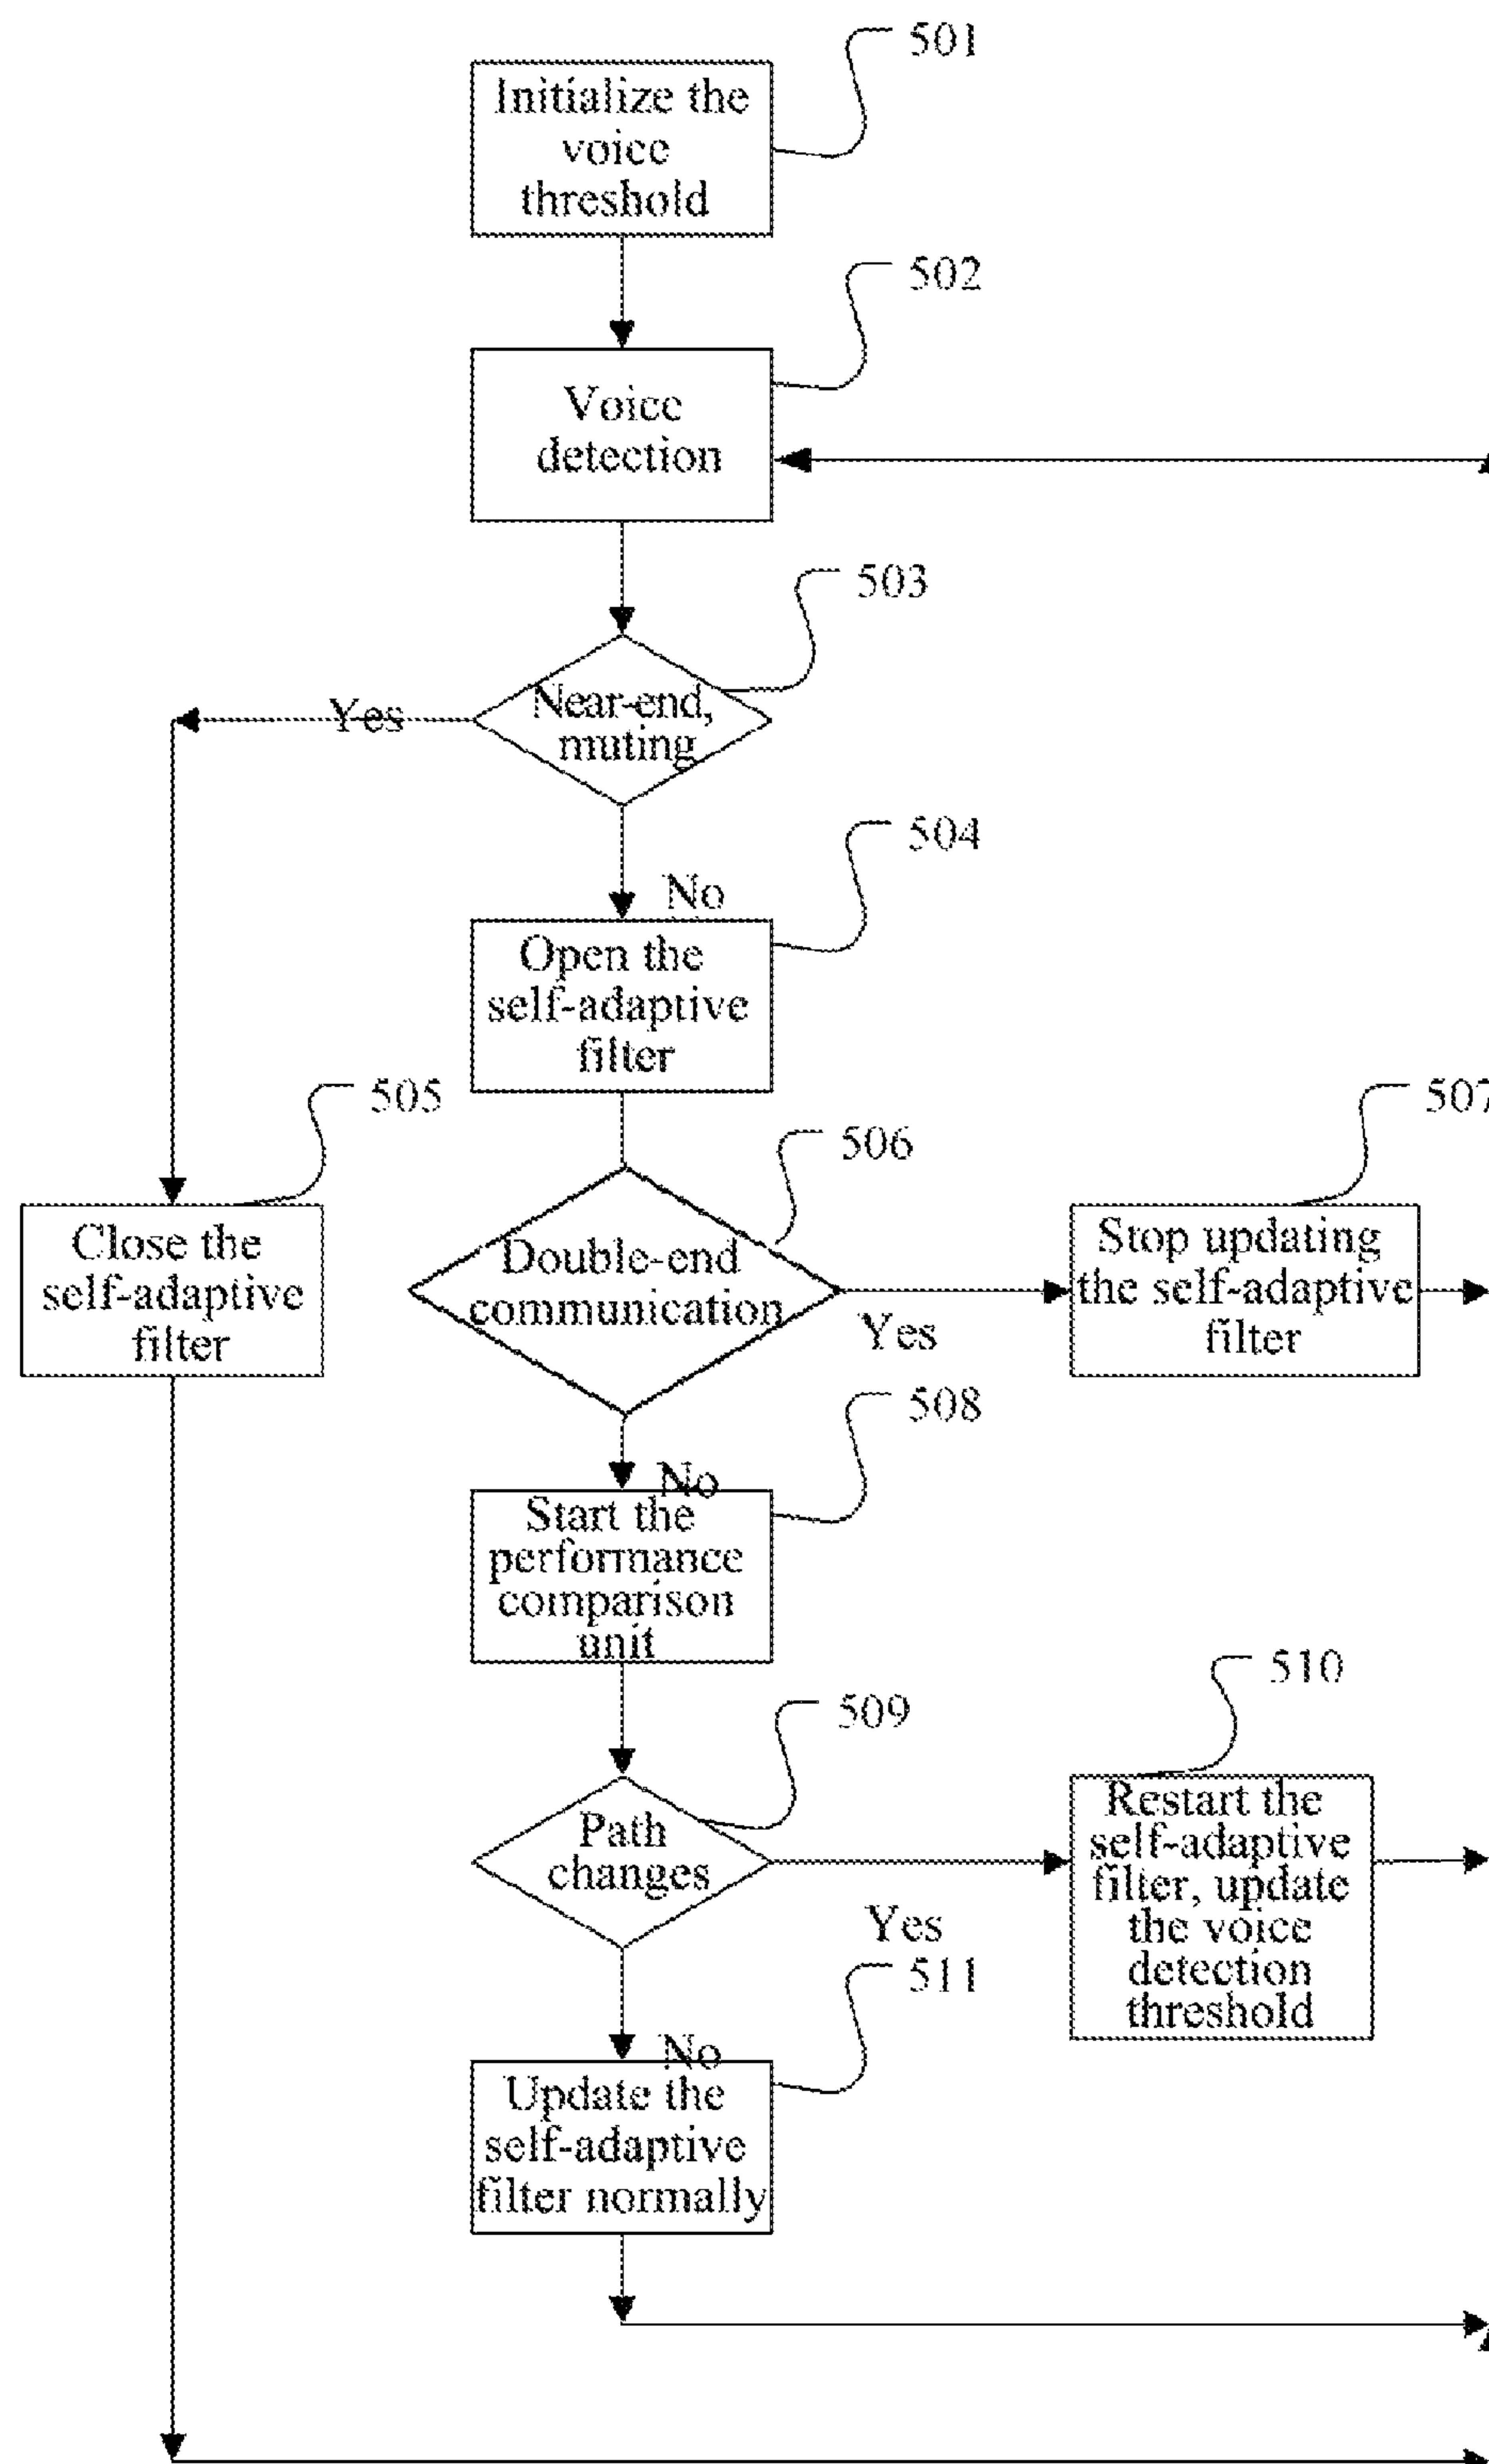 501
Initialize the
voice
threshold
502
Voice
detection
503
Near-end,
muting
Yes
504
No
Open the
self-adaptive
filter
505
506
507
Close the
self-adaptive
filter
Double-end
communication
Yes
Stop updating
the self-adaptive
filter
508
No
Start the
performance
comparison
unit
509
510
Path
changes
Yes
Restart the
self-adaptive
filter, update
the voice
detection
threshold
511
No
Update the
self-adaptive
filter normally